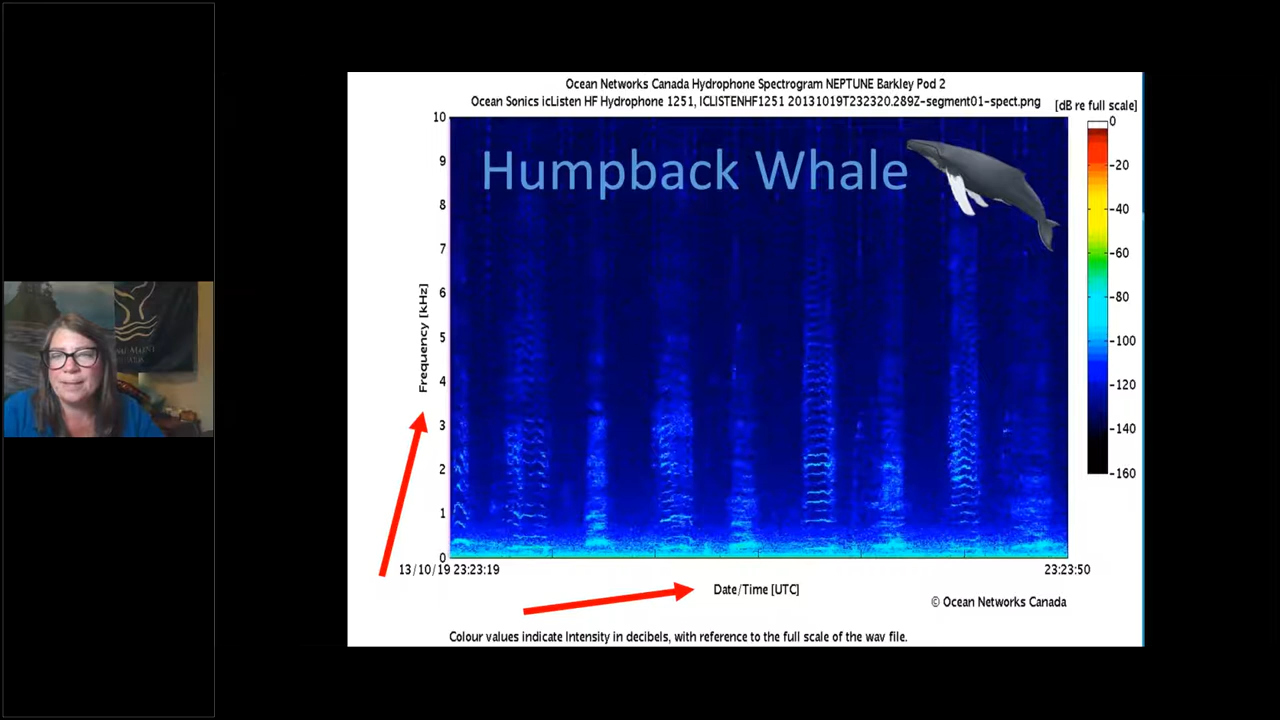 Ocean Networks Canada Hydrophone Spectrogram NEPTUNE Barkley Pod 2
Ocean Sonics icListen HF Hydrophone 1251, ICLISTENHF1251 20131019T232320.289Z-segment01-spect.png
[dB re full scale]
Humpback Whale
10
9
8
7
6
5
4
3
2
1
0
Frequency [kHz]
0
-20
-40
-60
-80
-100
-120
-140
-160
13/10/19 23:23:19
23:23:50
Date/Time [UTC]
© Ocean Networks Canada
Colour values indicate Intensity in decibels, with reference to the full scale of the wav file.